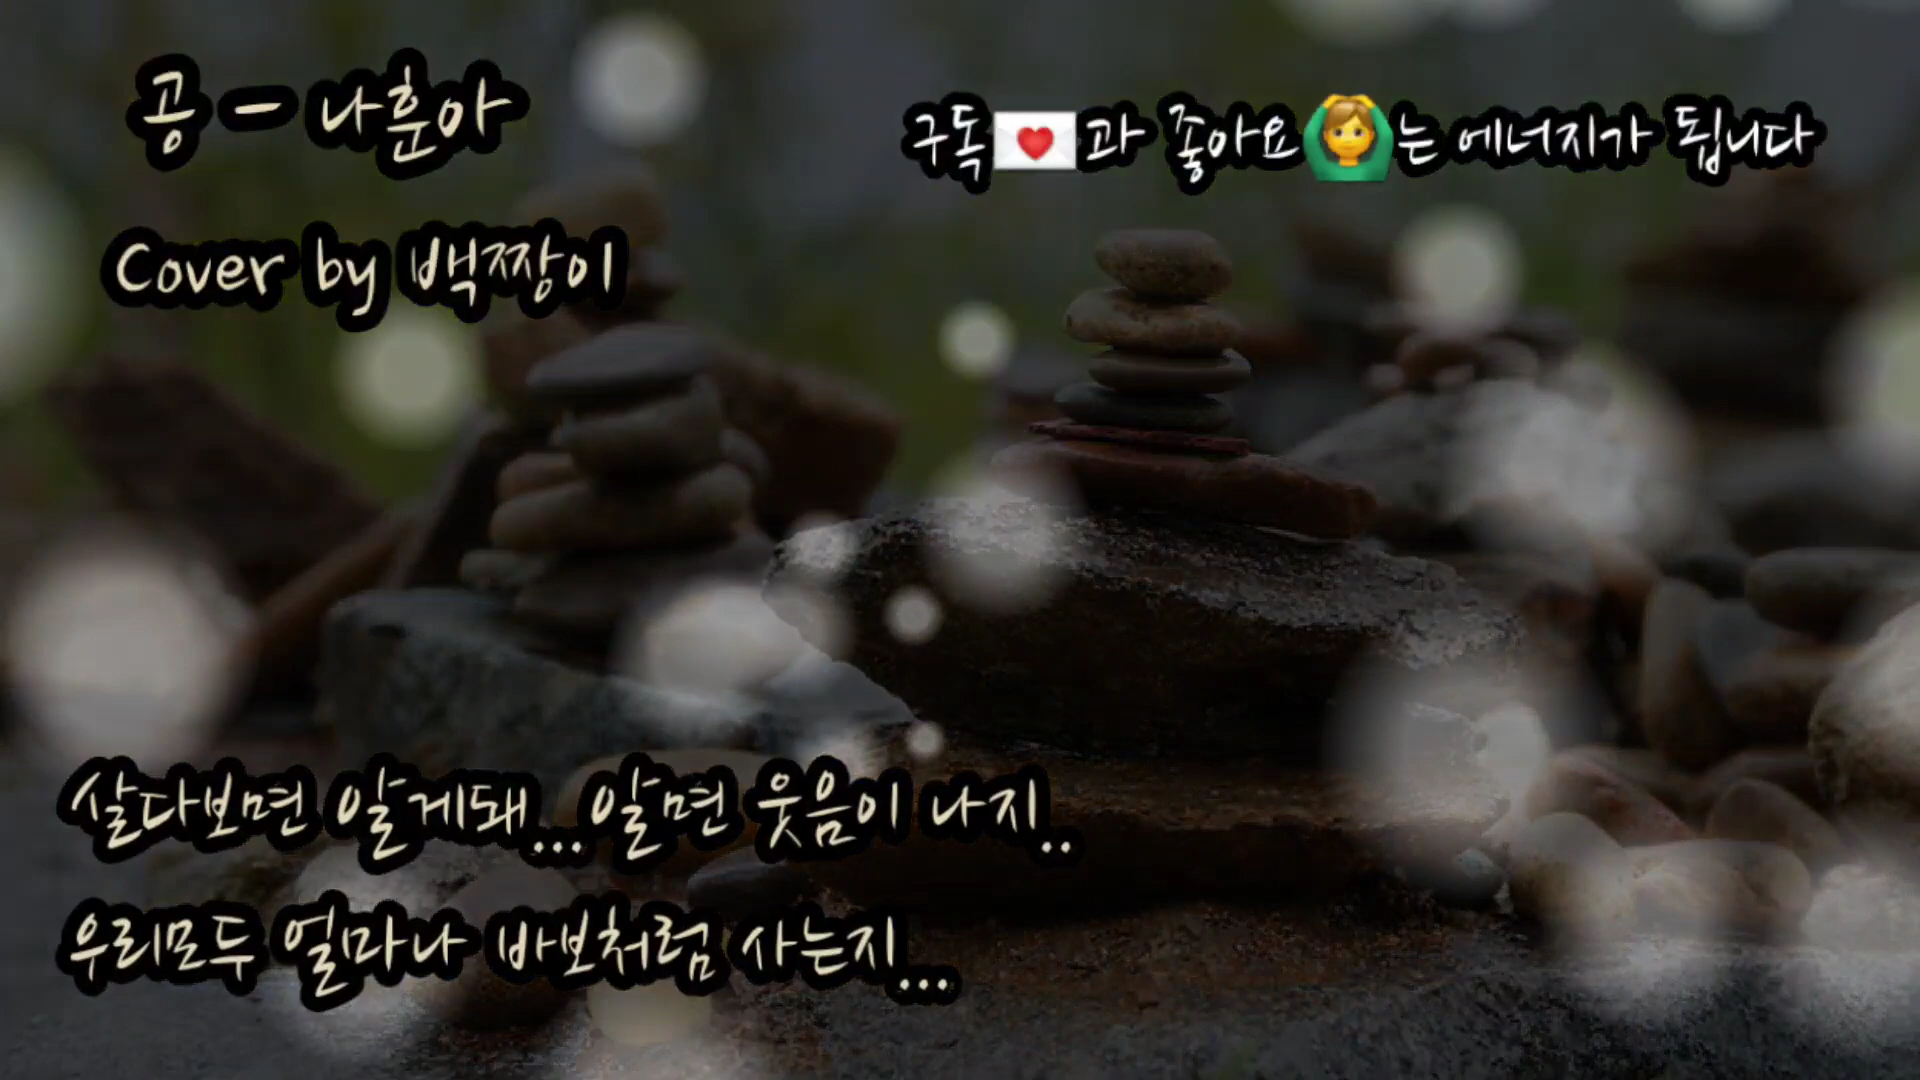 공 - 나훈아
구독💌과 좋아요🙆는 에너지가 됩니다
Cover by 백짱이
살다보면 알게돼...알면 웃음이 나지..
우리모두 얼마나 바보처럼 사는지...